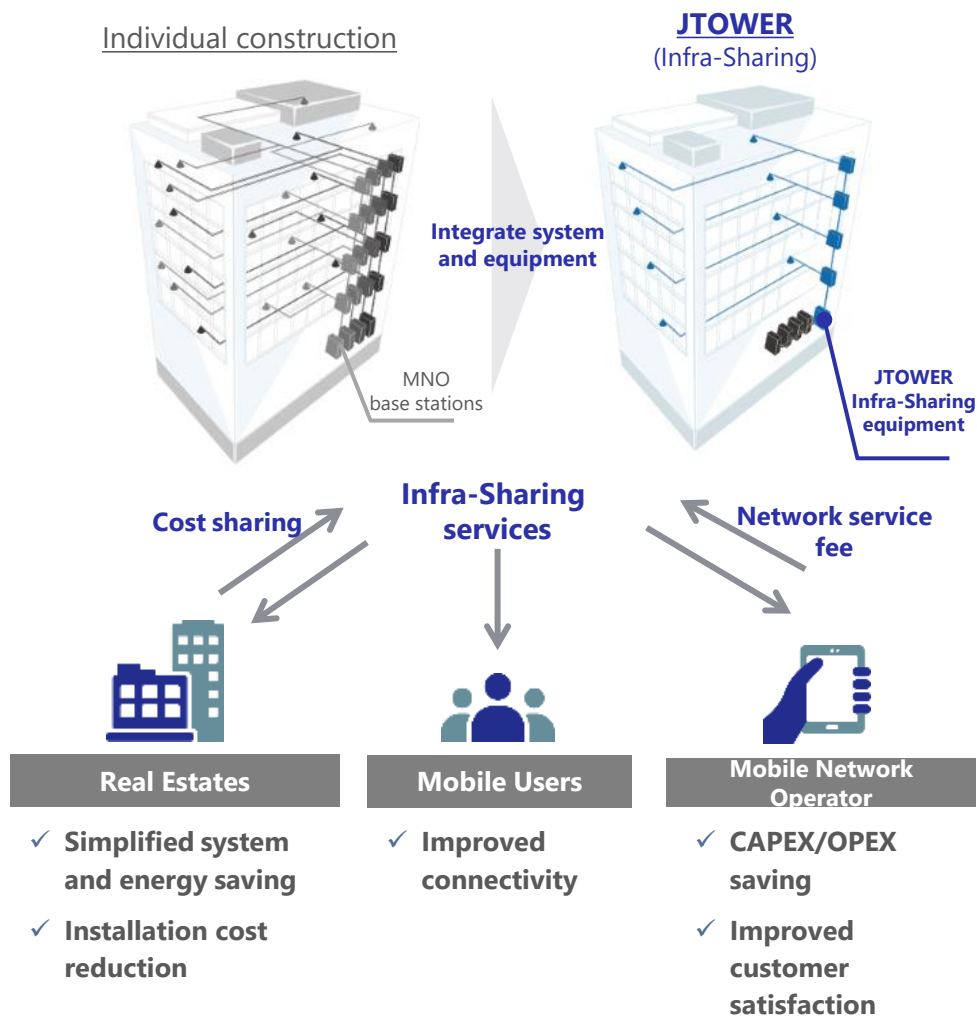 Individual construction
JTOWER
(Infra-Sharing)
Integrate system
and equipment
MNO
base stations
JTOWER
Infra-Sharing
equipment
Infra-Sharing
services
Cost sharing
Network service
fee
Real Estates
Mobile Users
Mobile Network
Operator
✓ Simplified system
and energy saving
✓ Installation cost
reduction
✓ Improved
connectivity
✓ CAPEX/OPEX
saving
✓ Improved
customer
satisfaction